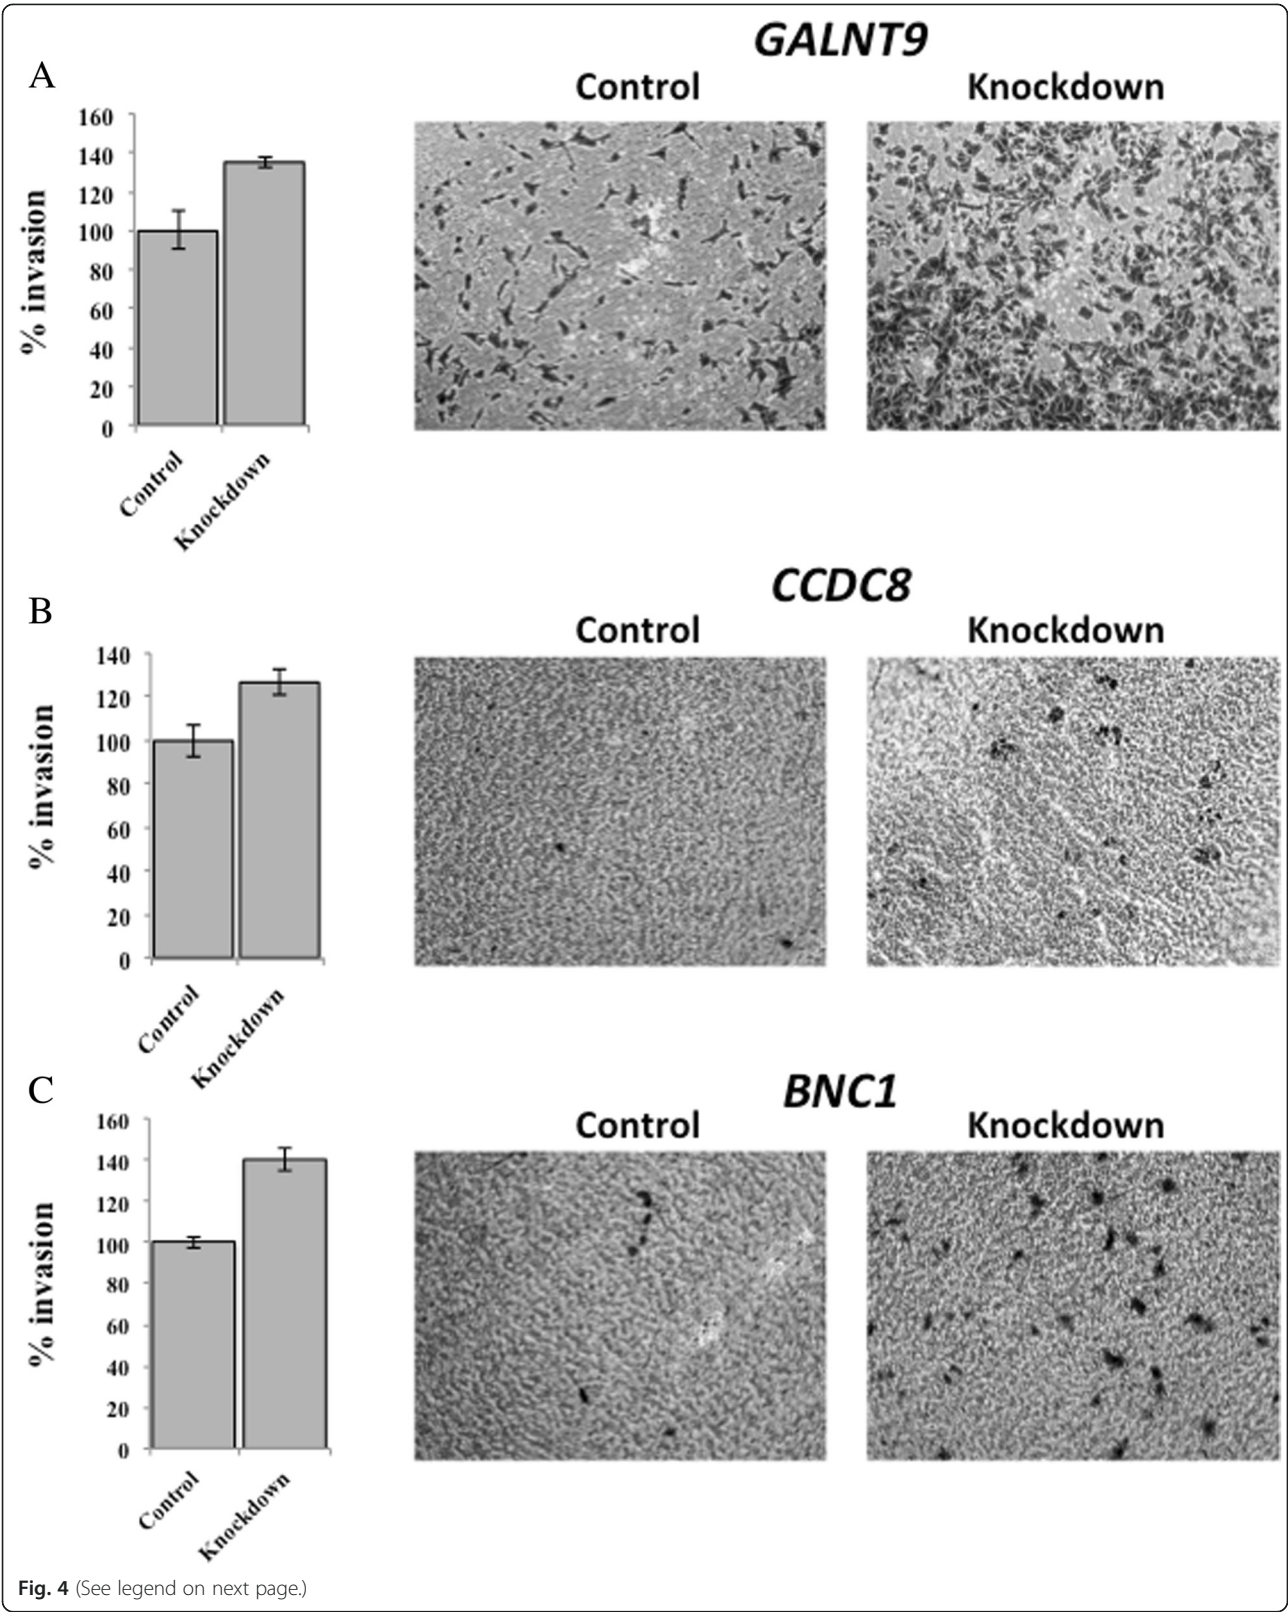 GALNT9
A
Control Knockdown
160
140
120
100
80
60
40
20
0
% invasion
Control
Knockdown
CCDC8
B
Control Knockdown
140
120
100
80
60
40
20
0
% invasion
Control
Knockdown
BNC1
C
Control Knockdown
160
140
120
100
80
60
40
20
0
% invasion
Control
Knockdown
Fig. 4 (See legend on next page.)